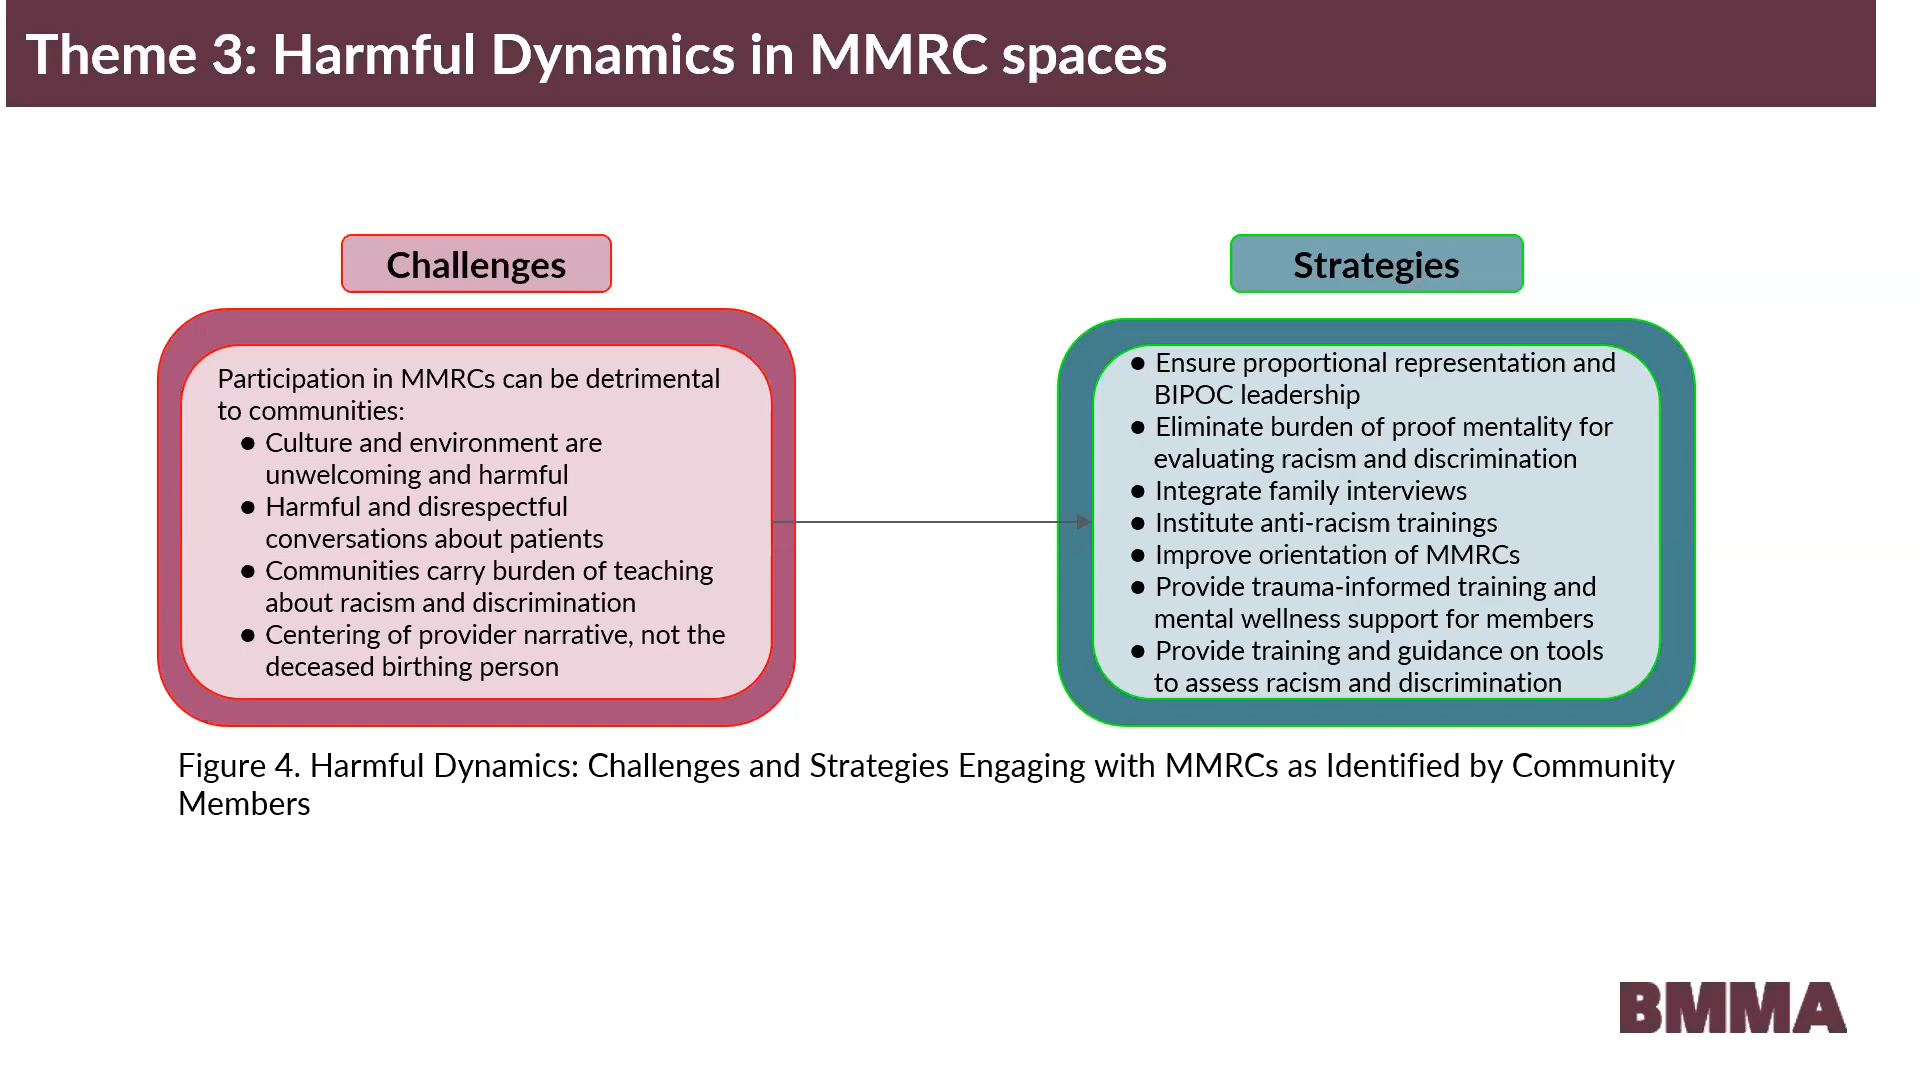 Theme 3: Harmful Dynamics in MMRC spaces
Challenges
Participation in MMRCs can be detrimental
to communities:
● Culture and environment are
unwelcoming and harmful
● Harmful and disrespectful
conversations about patients
● Communities carry burden of teaching
about racism and discrimination
● Centering of provider narrative, not the
deceased birthing person
Strategies
● Ensure proportional representation and
BIPOC leadership
● Eliminate burden of proof mentality for
evaluating racism and discrimination
● Integrate family interviews
● Institute anti-racism trainings
● Improve orientation of MMRCs
● Provide trauma-informed training and
mental wellness support for members
● Provide training and guidance on tools
to assess racism and discrimination
Figure 4. Harmful Dynamics: Challenges and Strategies Engaging with MMRCs as Identified by Community
Members
BMMA